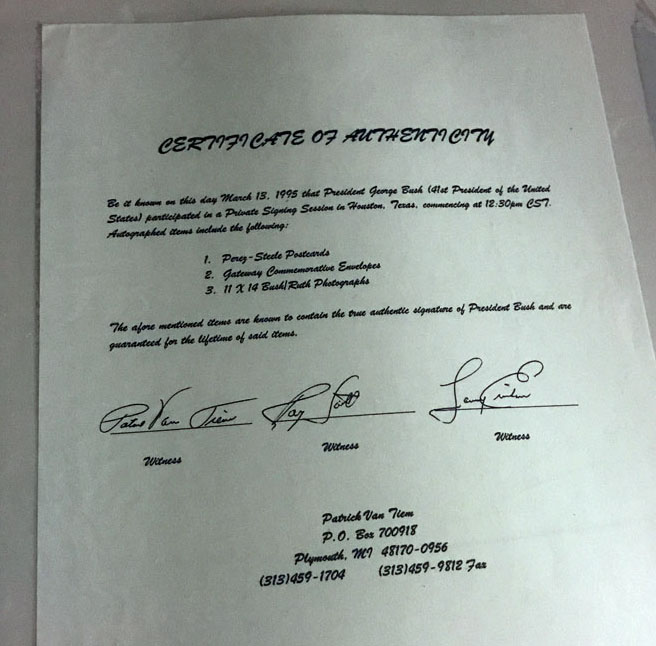 CERTIFICATE OF AUTHENTICITY
Be it known on this day March 13, 1995 that President George Bush (41st President of the United
States) participated in a Private Signing Session in Houston, Texas, commencing at 12:30pm CST.
Autographed items include the following:
1. Perez-Steele Postcards
2. Gateway Commemorative Envelopes
3. 11 X 14 Bush/Ruth Photographs
The afore mentioned items are known to contain the true authentic signature of President Bush and are
guaranteed for the lifetime of said items.
Van Tiem
Witness Witness Witness
Patrick Van Tiem
P.O. Box 700918
Plymouth, MI 48170-0956
(313)459-1704 (313)459-9812 Fax